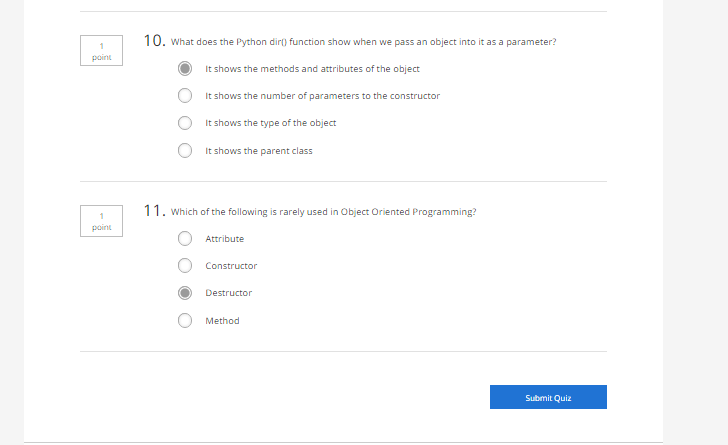 1
point
10. What does the Python dir() function show when we pass an object into it as a parameter?
It shows the methods and attributes of the object
It shows the number of parameters to the constructor
It shows the type of the object
It shows the parent class
1
point
11. Which of the following is rarely used in Object Oriented Programming?
Attribute
Constructor
Destructor
Method
Submit Quiz